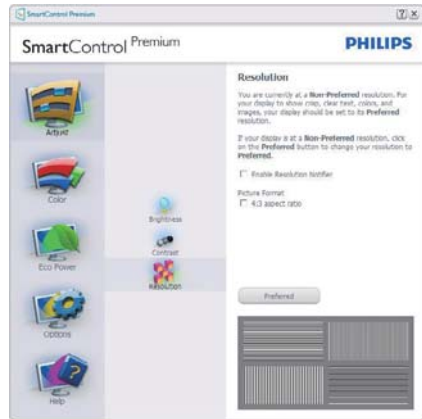 SmartControl Premium
SmartControl Premium
PHILIPS
Adjust
Color
Eco Power
Options
Help
Brightness
Contrast
Resolution
Resolution
You are currently at a Non-Preferred resolution. For
your display to show crisp, clear text, colors, and
images, your display should be set to its Preferred
resolution.
If your display is at a Non-Preferred resolution, click
on the Preferred button to change your resolution to
Preferred.
Enable Resolution Notifier
Picture Format
4:3 aspect ratio
Preferred